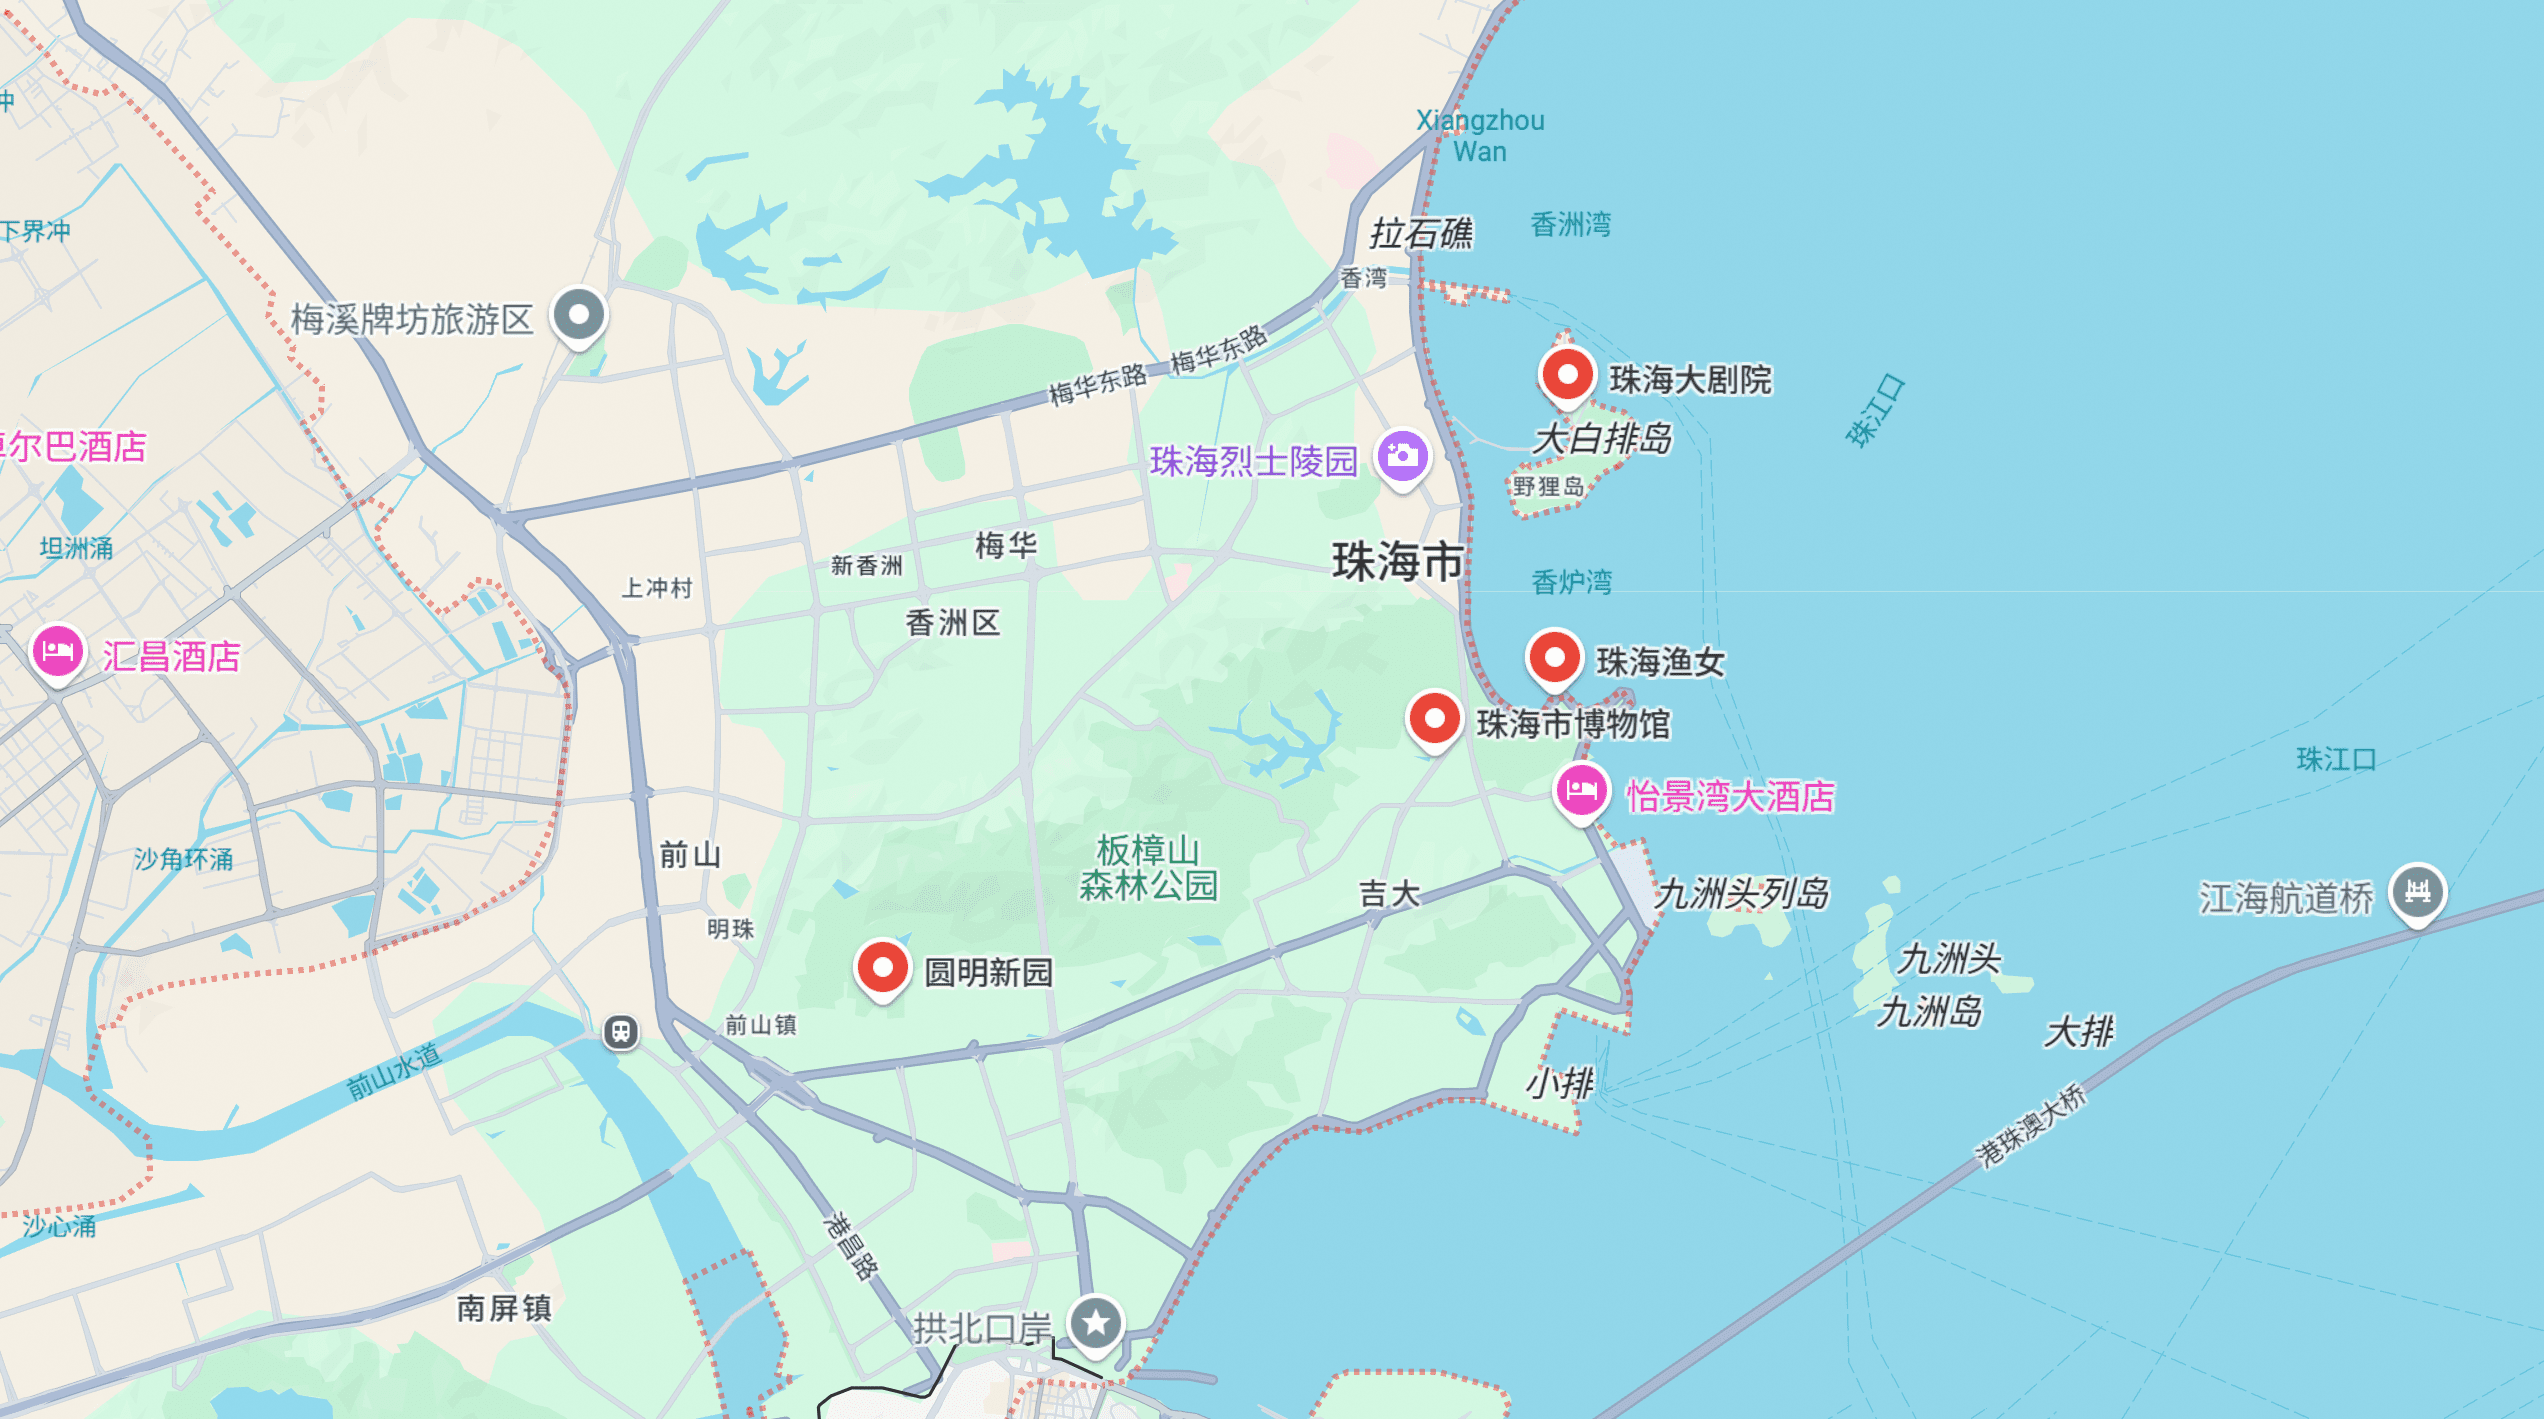 Xiangzhou
Wan
冲
香洲湾
拉石礁
下界冲
香湾
梅溪牌坊旅游区
梅华东路
梅华东路
珠海大剧院
珠江口
大白排岛
尔巴酒店
珠海烈士陵园
野狸岛
坦洲涌
梅华
珠海市
新香洲
上冲村
香炉湾
香洲区
汇昌酒店
珠海渔女
珠海市博物馆
珠江口
怡景湾大酒店
沙角环涌
前山
板樟山
森林公园
吉大
九洲头列岛
江海航道桥
明珠
九洲头
圆明新园
九洲岛
前山镇
大排
前山水道
小排
港珠澳大桥
沙心涌
港昌路
南屏镇
拱北口岸